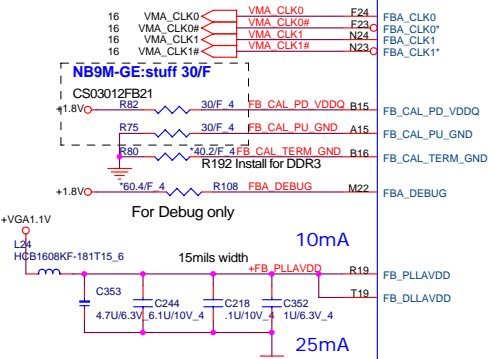 16 VMA_CLK0 VMA_CLK0 F24 FBA_CLK0
16 VMA_CLK0# VMA_CLK0# F23 FBA_CLK0*
16 VMA_CLK1 VMA_CLK1 N24 FBA_CLK1
16 VMA_CLK1# VMA_CLK1# N23 FBA_CLK1*
NB9M-GE:stuff 30/F
CS03012FB21
+1.8V R82 30/F_4 FB_CAL_PD_VDDQ B15 FB_CAL_PD_VDDQ
R75 30/F_4 FB_CAL_PU_GND A15 FB_CAL_PU_GND
R80 *40.2/F_4 FB_CAL_TERM_GND B16 FB_CAL_TERM_GND
R192 Install for DDR3
+1.8V *60.4/F_4 R108 FBA_DEBUG M22 FBA_DEBUG
For Debug only
+VGA1.1V
10mA
L24
HCB1608KF-181T15_6
15mils width
+FB_PLLAVDD R19 FB_PLLAVDD
T19 FB_DLLAVDD
C353 C244 C218 C352
4.7U/6.3V_6 .1U/10V_4 .1U/10V_4 1U/6.3V_4
25mA